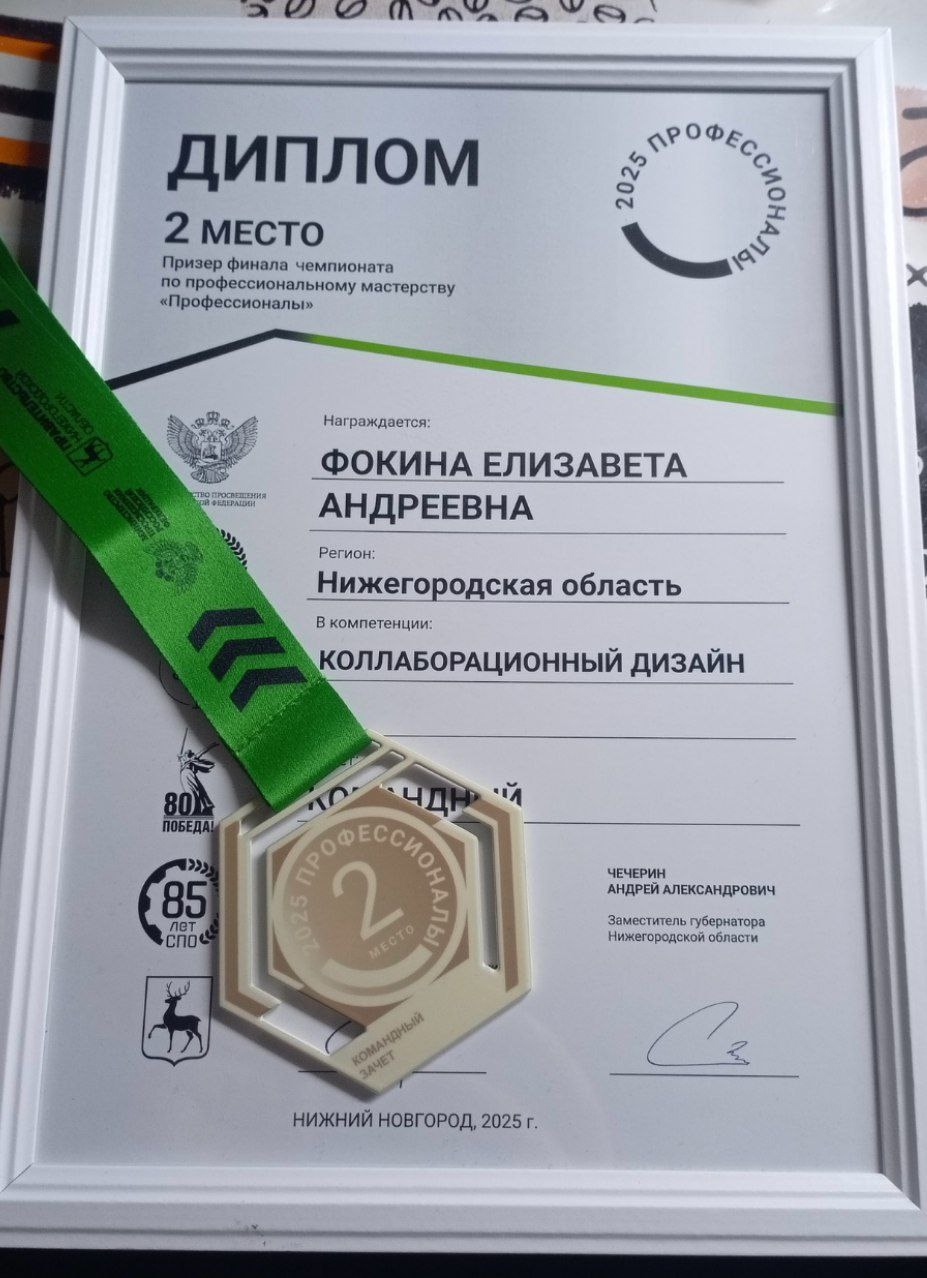 ДИПЛОМ
2 МЕСТО
Призер финала чемпионата
по профессиональному мастерству
«Профессионалы»
2025 ПРОФЕССИОНАЛЫ
Награждается:
ФОКИНА ЕЛИЗАВЕТА
АНДРЕЕВНА
Регион:
Нижегородская область
В компетенции:
КОЛЛАБОРАЦИОННЫЙ ДИЗАЙН
КОМАНДНЫЙ
80
ПОБЕДА!
85
ЛЕТ
СПО
2025 ПРОФЕССИОНАЛЫ
2
МЕСТО
КОМАНДНЫЙ
ЗАЧЕТ
ЧЕЧЕРИН
АНДРЕЙ АЛЕКСАНДРОВИЧ
Заместитель губернатора
Нижегородской области
НИЖНИЙ НОВГОРОД, 2025 г.